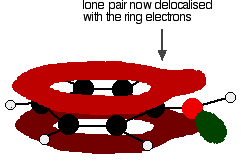 lone pair now delocalised
with the ring electrons